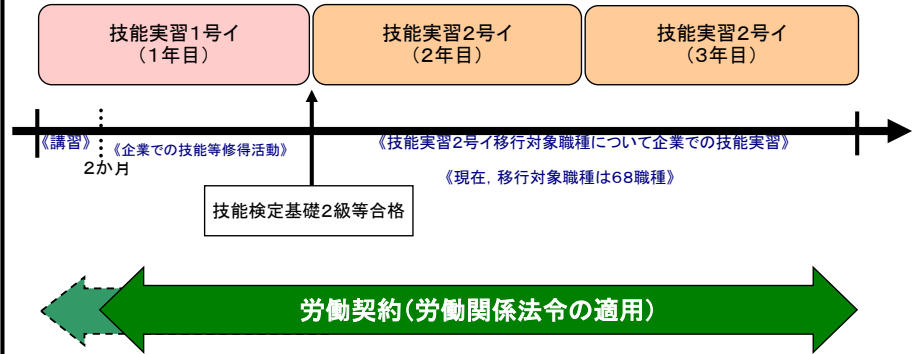 技能実習1号イ
(1年目)
技能実習2号イ
(2年目)
技能実習2号イ
(3年目)
《講習》
2か月
《企業での技能等修得活動》
《技能実習2号イ移行対象職種について企業での技能実習》
《現在，移行対象職種は68職種》
技能検定基礎2級等合格
労働契約(労働関係法令の適用)